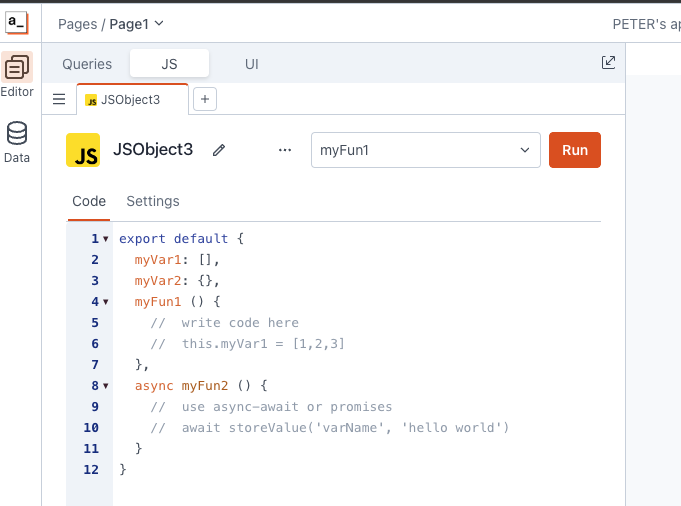 a_
Pages / Page1
PETER's ap
Editor
Data
Queries
JS
UI
JS JSObject3
+
JS
JSObject3
...
myFun1
Run
Code
Settings
1 export default {
2 myVar1: [],
3 myVar2: {},
4 myFun1 () {
5 //  write code here
6 //  this.myVar1 = [1,2,3]
7 },
8 async myFun2 () {
9 //  use async-await or promises
10 //  await storeValue('varName', 'hello world')
11 }
12 }